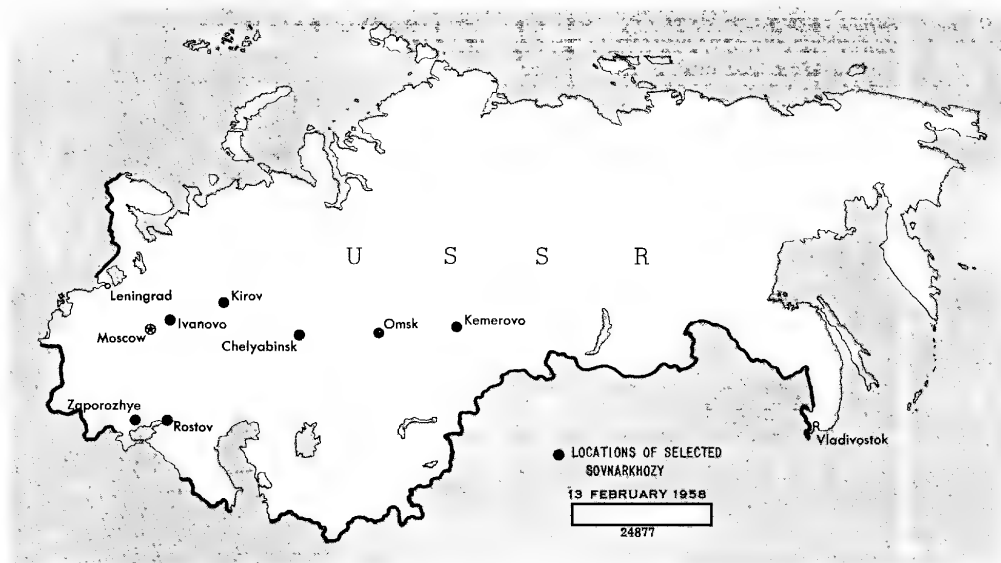 U S S R
Leningrad
Kirov
Ivanovo
Moscow
Omsk
Kemerovo
Chelyabinsk
Zaporozhye
Rostov
Vladivostok
LOCATIONS OF SELECTED
SOVNARKHOZY
13 FEBRUARY 1958
24877